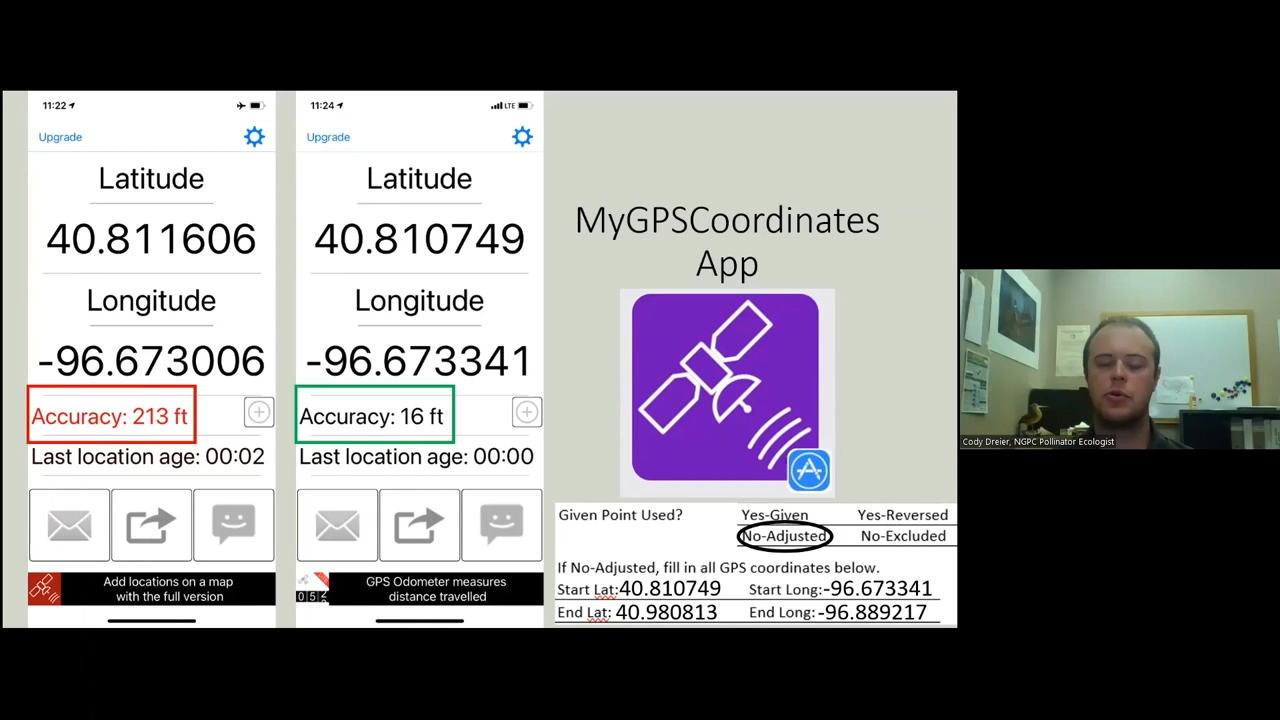 11:22
Upgrade
Latitude
40.811606
Longitude
-96.673006
Accuracy: 213 ft
Last location age: 00:02
Add locations on a map
with the full version
11:24
LTE
Upgrade
Latitude
40.810749
Longitude
-96.673341
Accuracy: 16 ft
Last location age: 00:00
GPS Odometer measures
distance travelled
MyGPSCoordinates
App
Given Point Used? Yes-Given Yes-Reversed
No-Adjusted No-Excluded
If No-Adjusted, fill in all GPS coordinates below.
Start Lat:40.810749 Start Long:-96.673341
End Lat: 40.980813 End Long:-96.889217
Cody Dreier, NGPC Pollinator Ecologist